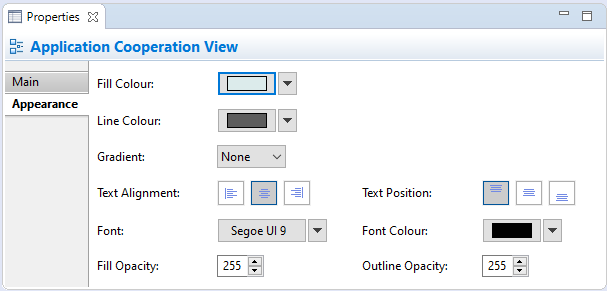 Properties
Application Cooperation View
Main
Appearance
Fill Colour:
Line Colour:
Gradient: None
Text Alignment: Text Position:
Font: Segoe UI 9 Font Colour:
Fill Opacity: 255 Outline Opacity: 255